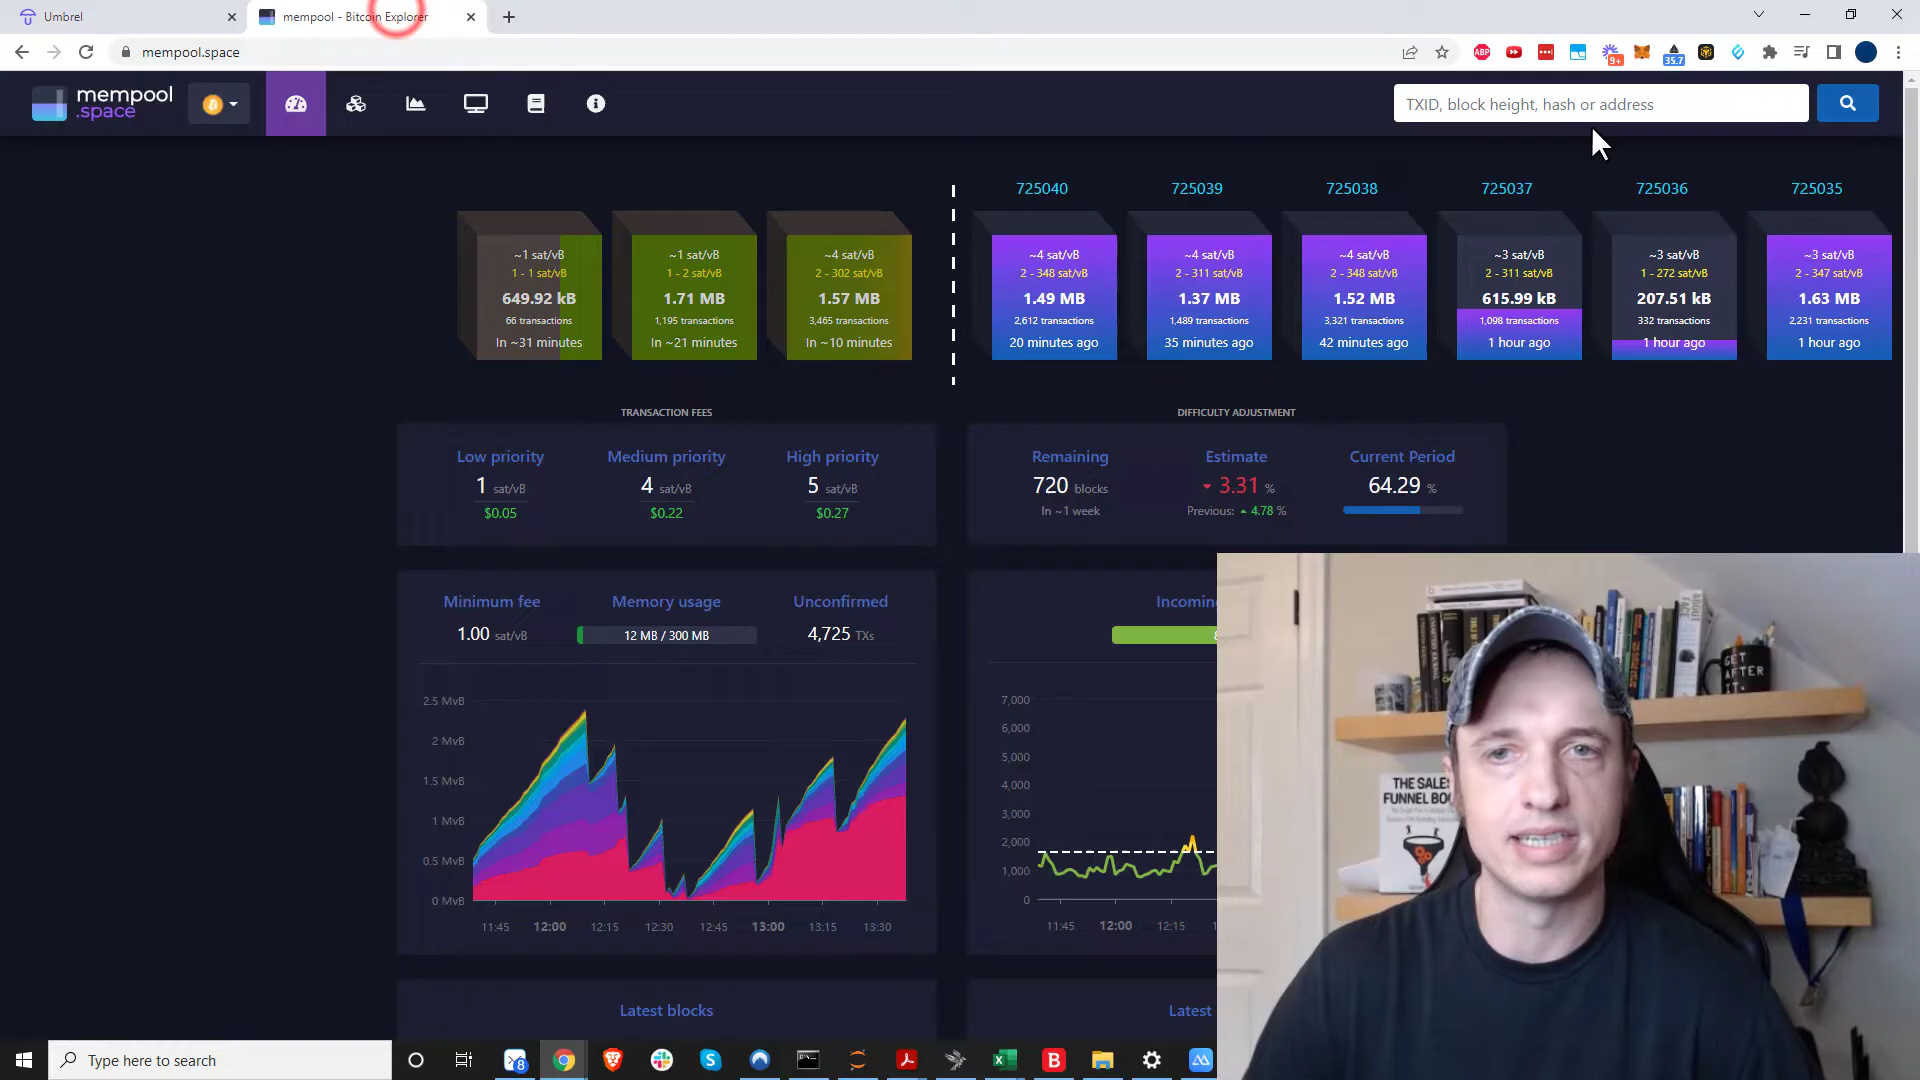 Umbrel
mempool - Bitcoin Explorer
mempool.space
ABP
9+
35.7
mempool
.space
TXID, block height, hash or address
725040
725039
725038
725037
725036
725035
~1 sat/vB
1 - 1 sat/vB
649.92 kB
66 transactions
In ~31 minutes
~1 sat/vB
1 - 2 sat/vB
1.71 MB
1,195 transactions
In ~21 minutes
~4 sat/vB
2 - 302 sat/vB
1.57 MB
3,465 transactions
In ~10 minutes
~4 sat/vB
2 - 348 sat/vB
1.49 MB
2,612 transactions
20 minutes ago
~4 sat/vB
2 - 311 sat/vB
1.37 MB
1,489 transactions
35 minutes ago
~4 sat/vB
2 - 348 sat/vB
1.52 MB
3,321 transactions
42 minutes ago
~3 sat/vB
2 - 311 sat/vB
615.99 kB
1,098 transactions
1 hour ago
~3 sat/vB
1 - 272 sat/vB
207.51 kB
332 transactions
1 hour ago
~3 sat/vB
2 - 347 sat/vB
1.63 MB
2,231 transactions
1 hour ago
TRANSACTION FEES
Low priority
1 sat/vB
$0.05
Medium priority
4 sat/vB
$0.22
High priority
5 sat/vB
$0.27
DIFFICULTY ADJUSTMENT
Remaining
720 blocks
In ~1 week
Estimate
3.31 %
Previous: 4.78 %
Current Period
64.29 %
Minimum fee
1.00 sat/vB
Memory usage
12 MB / 300 MB
Unconfirmed
4,725 TXs
2.5 MvB
2 MvB
1.5 MvB
1 MvB
0.5 MvB
0 MvB
11:45 12:00 12:15 12:30 12:45 13:00 13:15 13:30
Incoming
7,000
6,000
5,000
4,000
3,000
2,000
1,000
0
11:45 12:00 12:15
Latest blocks
Latest
GET
AFTER
IT.
THE SALES
FUNNEL BOOK
Type here to search
8